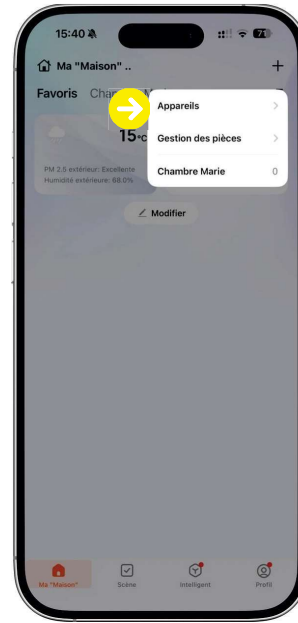 15:40
71
Ma "Maison" ..
Favoris
Appareils
15°C
Gestion des pièces
PM 2.5 extérieur: Excellente
Humidité extérieure: 68.0%
Chambre Marie 0
Modifier
Ma "Maison"
Scène
Intelligent
Profil